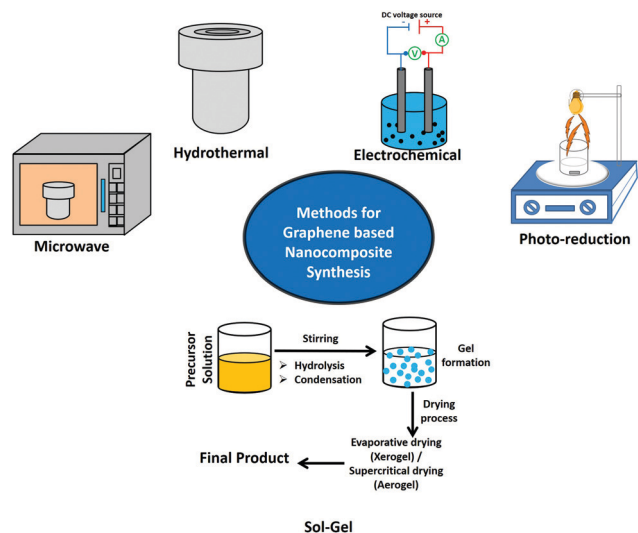 DC voltage source
- +
A
V
Hydrothermal
Electrochemical
Microwave
Photo-reduction
Methods for
Graphene based
Nanocomposite
Synthesis
Precursor
Solution
Stirring
➢ Hydrolysis
➢ Condensation
Gel
formation
Drying
process
Evaporative drying
(Xerogel) /
Supercritical drying
(Aerogel)
Final Product
Sol-Gel